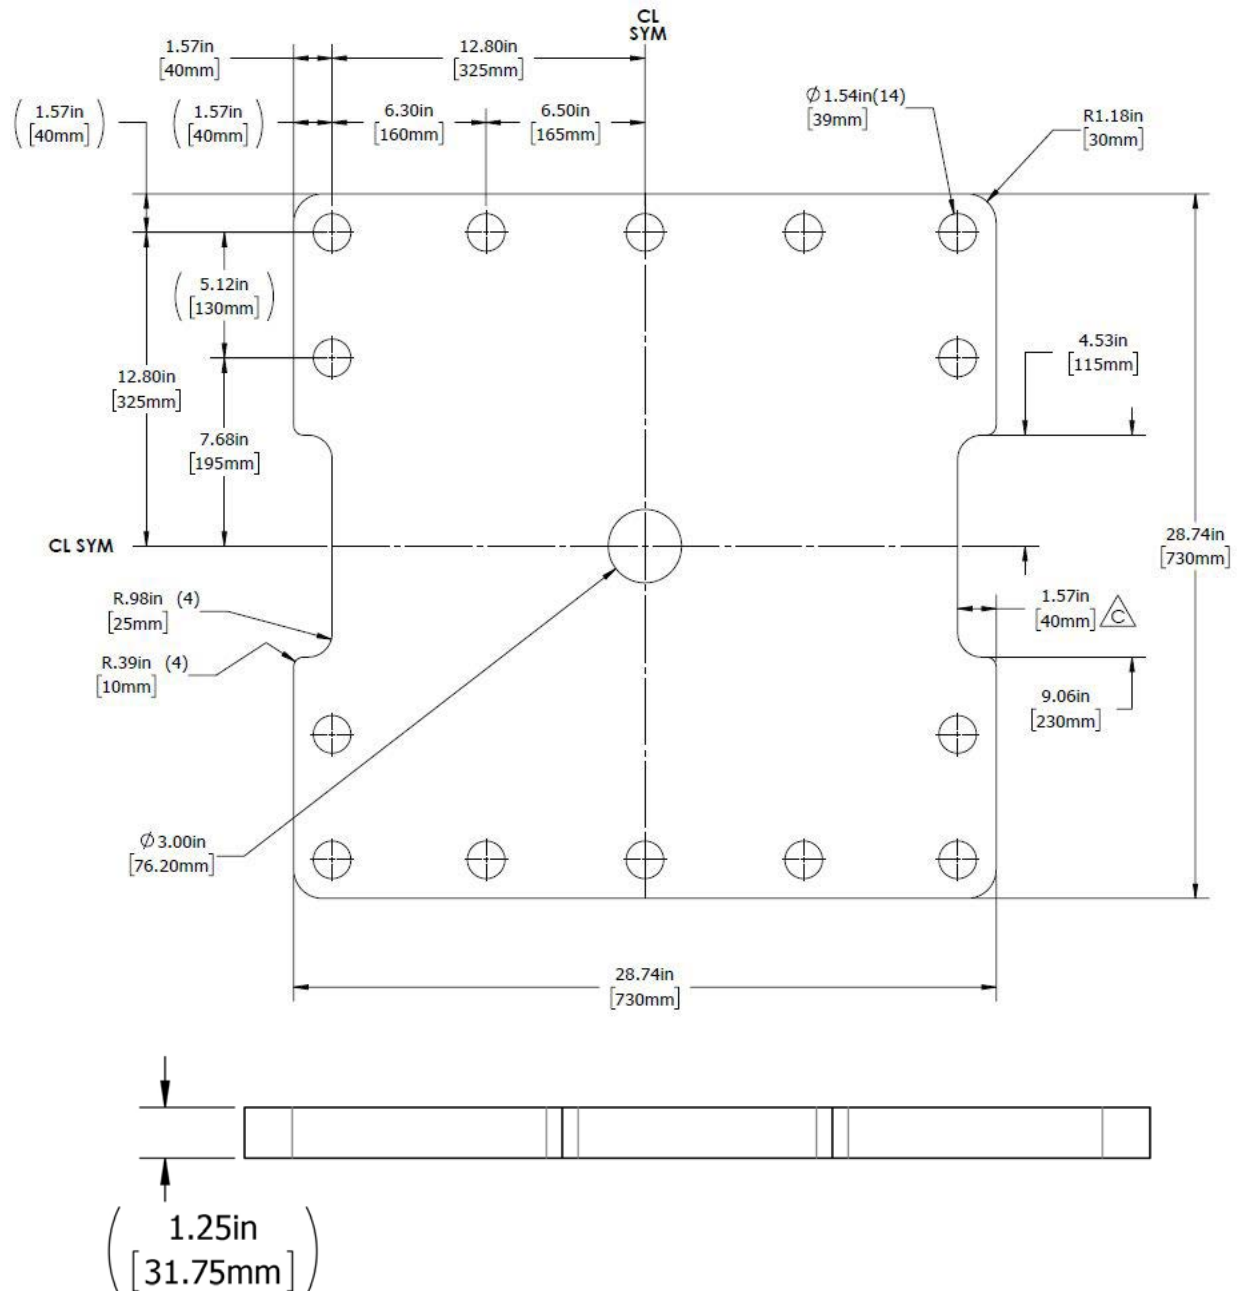 CL
SYM
1.57in
[40mm]
12.80in
[325mm]
(1.57in
[40mm])
(1.57in
[40mm])
6.30in
[160mm]
6.50in
[165mm]
Ø1.54in(14)
[39mm]
R1.18in
[30mm]
(5.12in
[130mm])
4.53in
[115mm]
12.80in
[325mm]
7.68in
[195mm]
CL SYM
28.74in
[730mm]
R.98in (4)
[25mm]
1.57in
[40mm] C
R.39in (4)
[10mm]
9.06in
[230mm]
Ø3.00in
[76.20mm]
28.74in
[730mm]
(1.25in
[31.75mm])